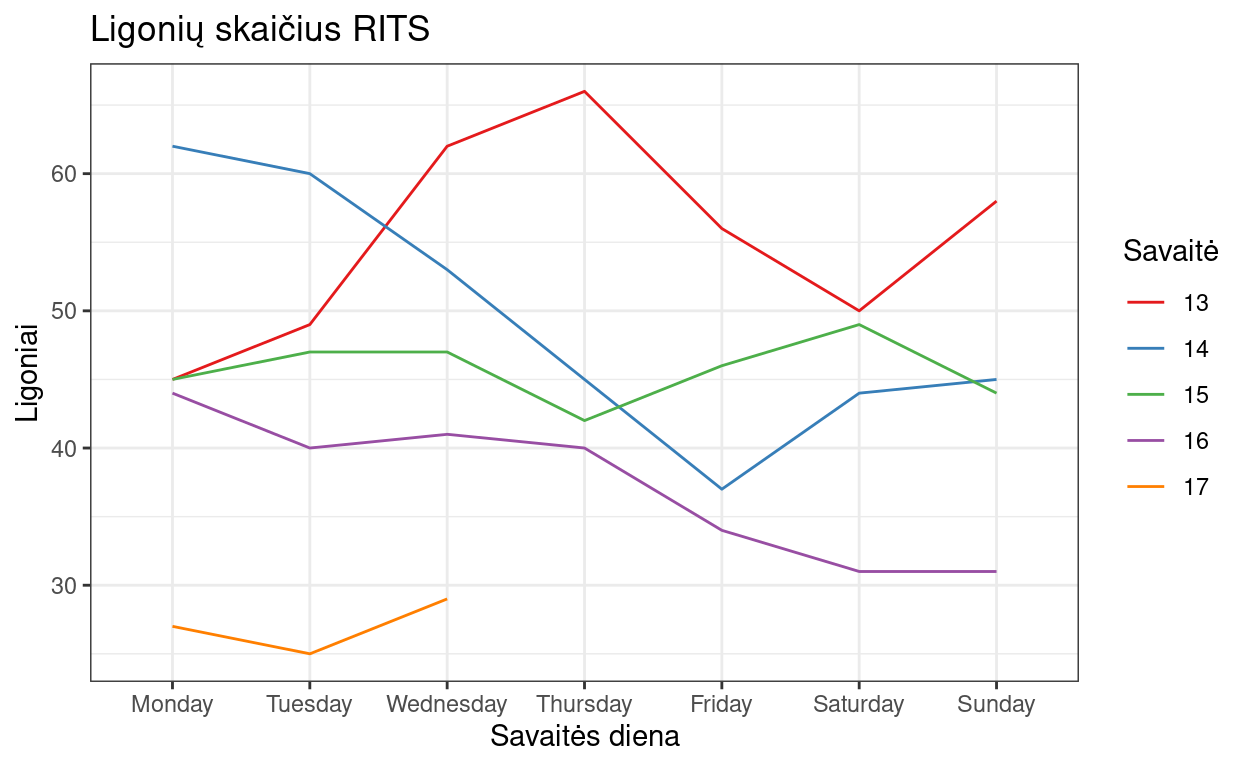 Ligonių skaičius RITS
Ligoniai
60
50
40
30
Monday Tuesday Wednesday Thursday Friday Saturday Sunday
Savaitės diena
Savaitė
13
14
15
16
17